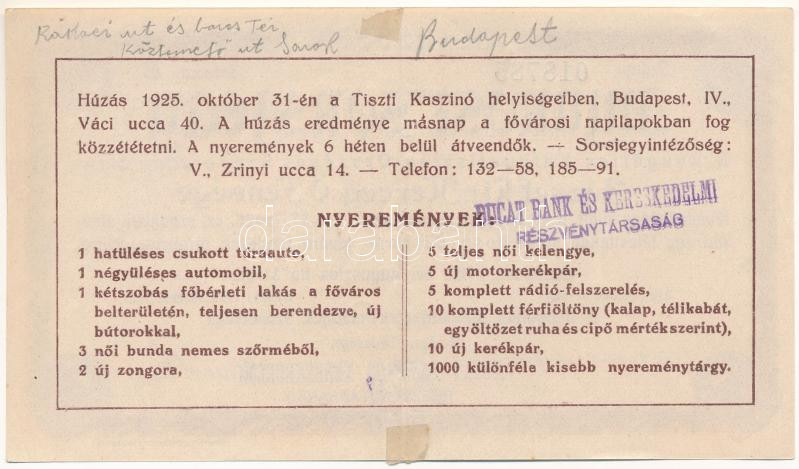 Rákoci ut és baros Tér
Köztemető ut Sarok
Budapest
Húzás 1925. október 31-én a Tiszti Kaszinó helyiségeiben, Budapest, IV.,
Váci ucca 40. A húzás eredménye másnap a fővárosi napilapokban fog
közzététetni. A nyeremények 6 héten belül átveendők. — Sorsjegyintézőség:
V., Zrinyi ucca 14. — Telefon: 132—58, 185—91.
NYEREMÉNYEK:
BANK ÉS KERESKEDELMI
RÉSZVÉNYTÁRSASÁG
1 hatüléses csukott túraauto,
1 négyüléses automobil,
1 kétszobás főbérleti lakás a főváros
belterületén, teljesen berendezve, új
bútorokkal,
3 női bunda nemes szőrméből,
2 új zongora,
5 teljes női kelengye,
5 új motorkerékpár,
5 komplett rádió-felszerelés,
10 komplett férfiöltöny (kalap, télikabát,
egy öltözet ruha és cipő mérték szerint),
10 új kerékpár,
1000 különféle kisebb nyereménytárgy.
darabanth